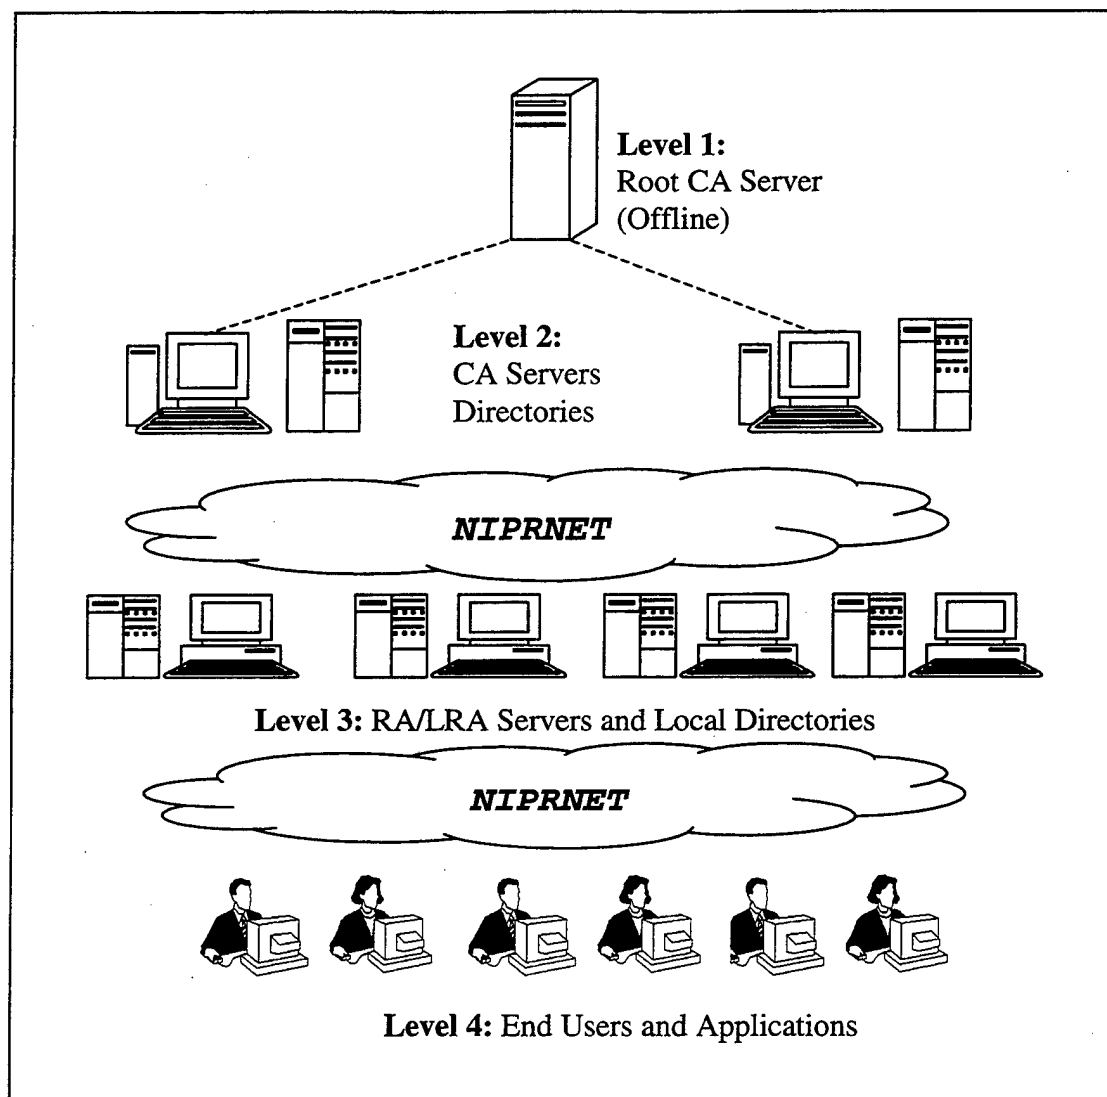 Level 1:
Root CA Server
(Offline)
Level 2:
CA Servers
Directories
NIPRNET
Level 3: RA/LRA Servers and Local Directories
NIPRNET
Level 4: End Users and Applications